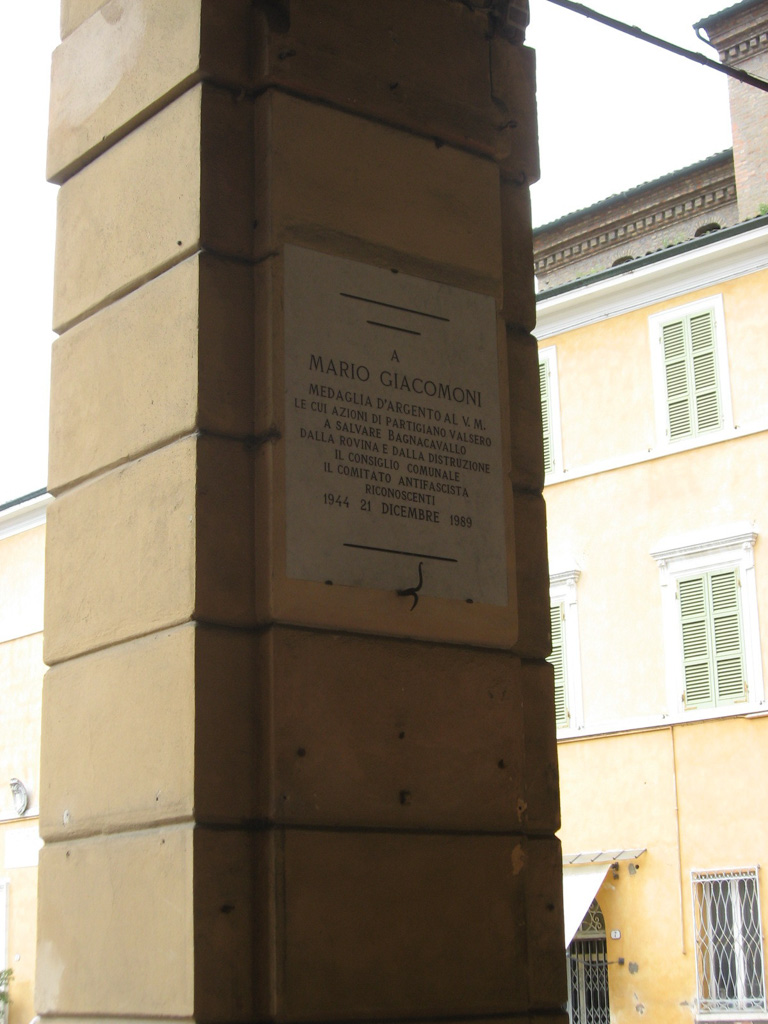 A
MARIO GIACOMONI
MEDAGLIA D'ARGENTO AL V. M.
LE CUI AZIONI DI PARTIGIANO VALSERO
A SALVARE BAGNACAVALLO
DALLA ROVINA E DALLA DISTRUZIONE
IL CONSIGLIO COMUNALE
IL COMITATO ANTIFASCISTA
RICONOSCENTI
1944 21 DICEMBRE 1989